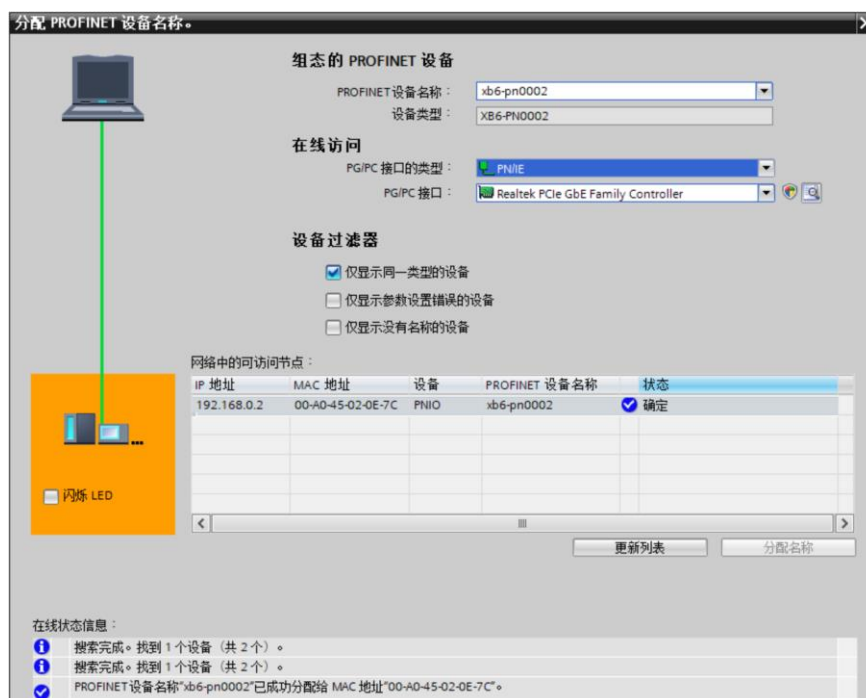 分配 PROFINET 设备名称。
组态的 PROFINET 设备
PROFINET设备名称： xb6-pn0002
设备类型： XB6-PN0002
在线访问
PG/PC 接口的类型： PN/IE
PG/PC 接口： Realtek PCIe GbE Family Controller
设备过滤器
仅显示同一类型的设备
仅显示参数设置错误的设备
仅显示没有名称的设备
网络中的可访问节点：
IP 地址 MAC 地址 设备 PROFINET 设备名称 状态
192.168.0.2 00-A0-45-02-0E-7C PNIO xb6-pn0002 确定
闪烁 LED
更新列表 分配名称
在线状态信息：
搜索完成。找到 1 个设备（共 2 个）。
搜索完成。找到 1 个设备（共 2 个）。
PROFINET设备名称"xb6-pn0002"已成功分配给 MAC 地址"00-A0-45-02-0E-7C"。